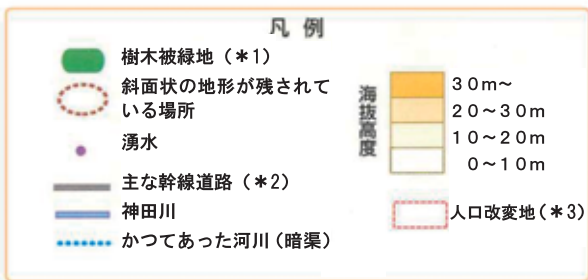 凡例
樹木被緑地（＊1）
斜面状の地形が残されて
いる場所
湧水
主な幹線道路（＊2）
神田川
かつてあった河川（暗渠）
海抜高度
30m～
20～30m
10～20m
0～10m
人口改変地（＊3）